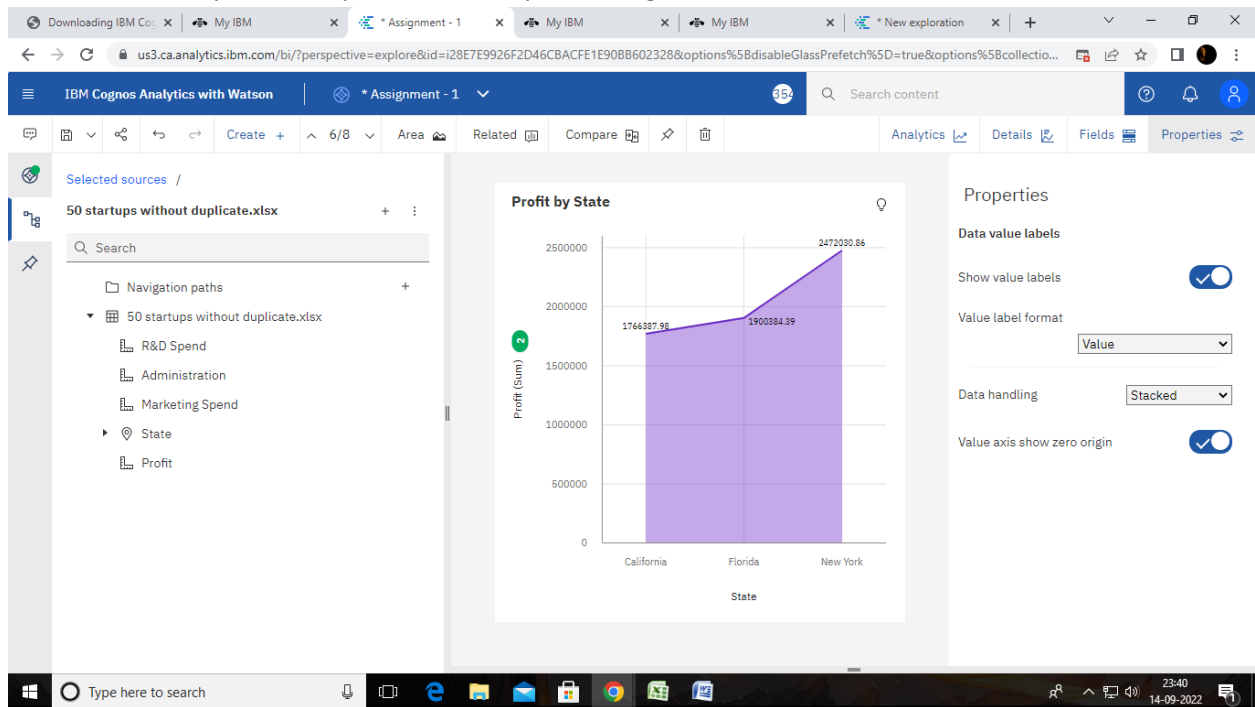 Downloading IBM Cog
My IBM
* Assignment - 1
My IBM
My IBM
* New exploration
us3.ca.analytics.ibm.com/bi/?perspective=explore&id=i28E7E9926F2D46CBACFE1E90BB602328&options%5BdisableGlassPrefetch%5D=true&options%5Bcollectio...
IBM Cognos Analytics with Watson
* Assignment - 1
354
Search content
Create +
6/8
Area
Related
Compare
Analytics
Details
Fields
Properties
Selected sources /
50 startups without duplicate.xlsx
Search
Navigation paths
50 startups without duplicate.xlsx
R&D Spend
Administration
Marketing Spend
State
Profit
Profit by State
2500000
2000000
1500000
1000000
500000
0
2472030.86
1766387.98
1900384.39
2
Profit (Sum)
California
Florida
New York
State
Properties
Data value labels
Show value labels
Value label format
Value
Data handling
Stacked
Value axis show zero origin
Type here to search
23:40
14-09-2022
1